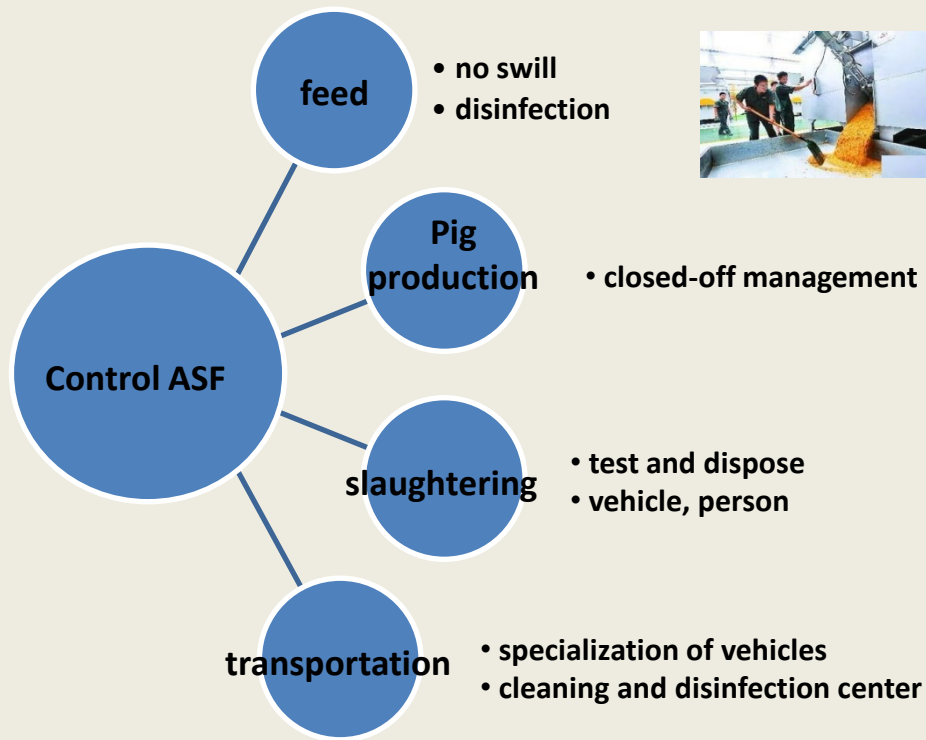 feed
• no swill
• disinfection
Pig
production
• closed-off management
Control ASF
slaughtering
• test and dispose
• vehicle, person
transportation
• specialization of vehicles
• cleaning and disinfection center